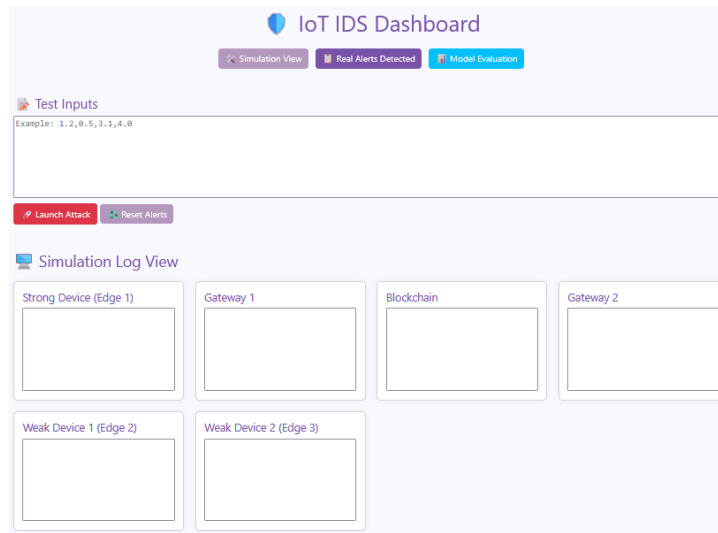 IoT IDS Dashboard
Simulation View Real Alerts Detected Model Evaluation
Test Inputs
Example: 1.2,0.5,3.1,4.0
Launch Attack Reset Alerts
Simulation Log View
Strong Device (Edge 1) Gateway 1 Blockchain Gateway 2
Weak Device 1 (Edge 2) Weak Device 2 (Edge 3)